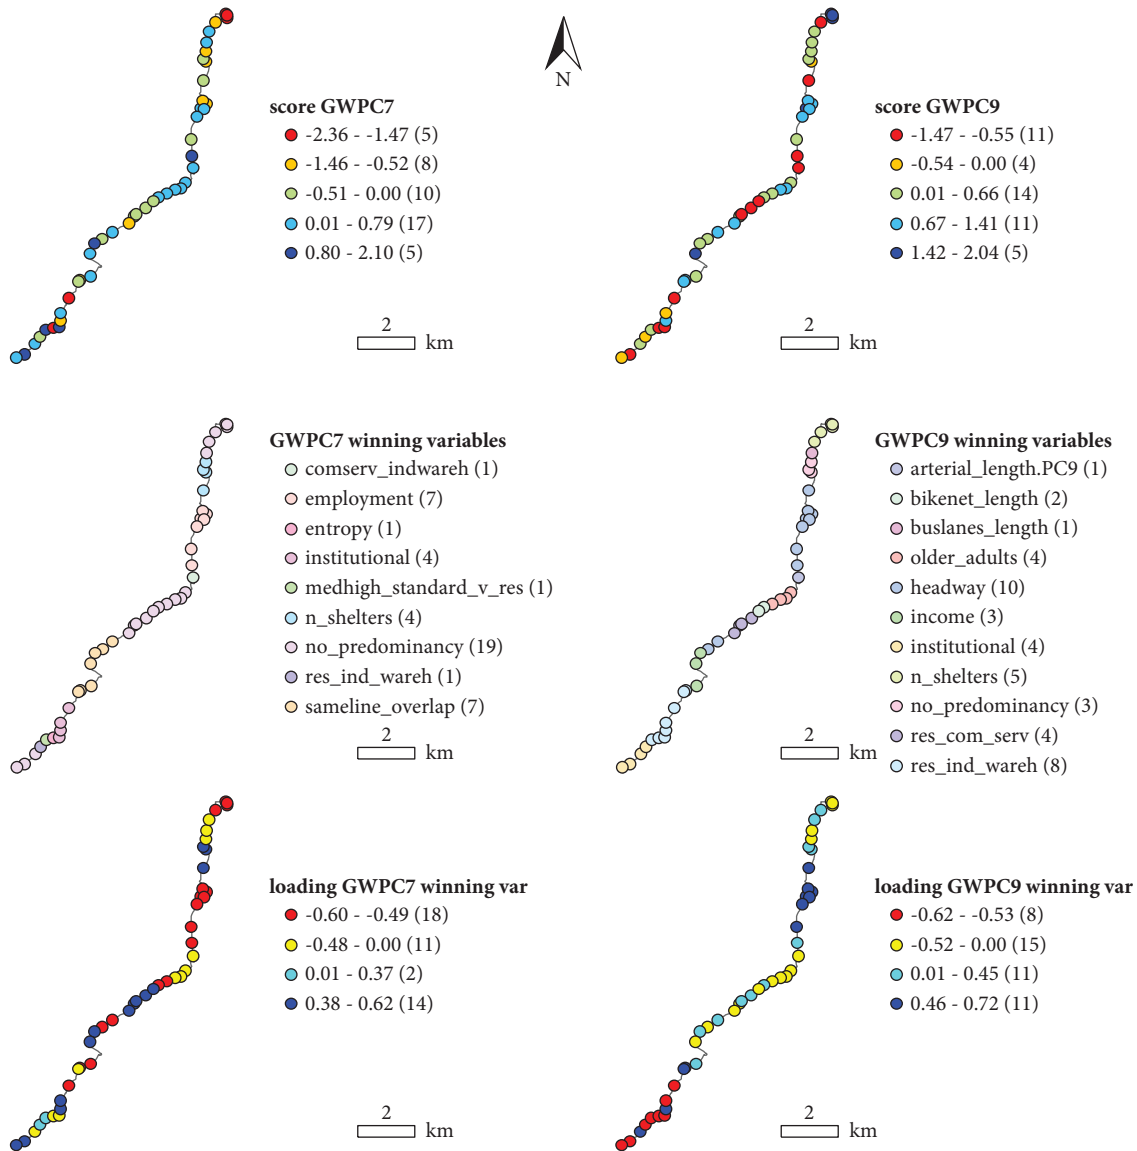 N
score GWPC7
-2.36 - -1.47 (5)
-1.46 - -0.52 (8)
-0.51 - 0.00 (10)
0.01 - 0.79 (17)
0.80 - 2.10 (5)
2
km
score GWPC9
-1.47 - -0.55 (11)
-0.54 - 0.00 (4)
0.01 - 0.66 (14)
0.67 - 1.41 (11)
1.42 - 2.04 (5)
2
km
GWPC7 winning variables
comserv_indwareh (1)
employment (7)
entropy (1)
institutional (4)
medhigh_standard_v_res (1)
n_shelters (4)
no_predominancy (19)
res_ind_wareh (1)
sameline_overlap (7)
2
km
GWPC9 winning variables
arterial_length.PC9 (1)
bikenet_length (2)
buslanes_length (1)
older_adults (4)
headway (10)
income (3)
institutional (4)
n_shelters (5)
no_predominancy (3)
res_com_serv (4)
res_ind_wareh (8)
2
km
loading GWPC7 winning var
-0.60 - -0.49 (18)
-0.48 - 0.00 (11)
0.01 - 0.37 (2)
0.38 - 0.62 (14)
2
km
loading GWPC9 winning var
-0.62 - -0.53 (8)
-0.52 - 0.00 (15)
0.01 - 0.45 (11)
0.46 - 0.72 (11)
2
km